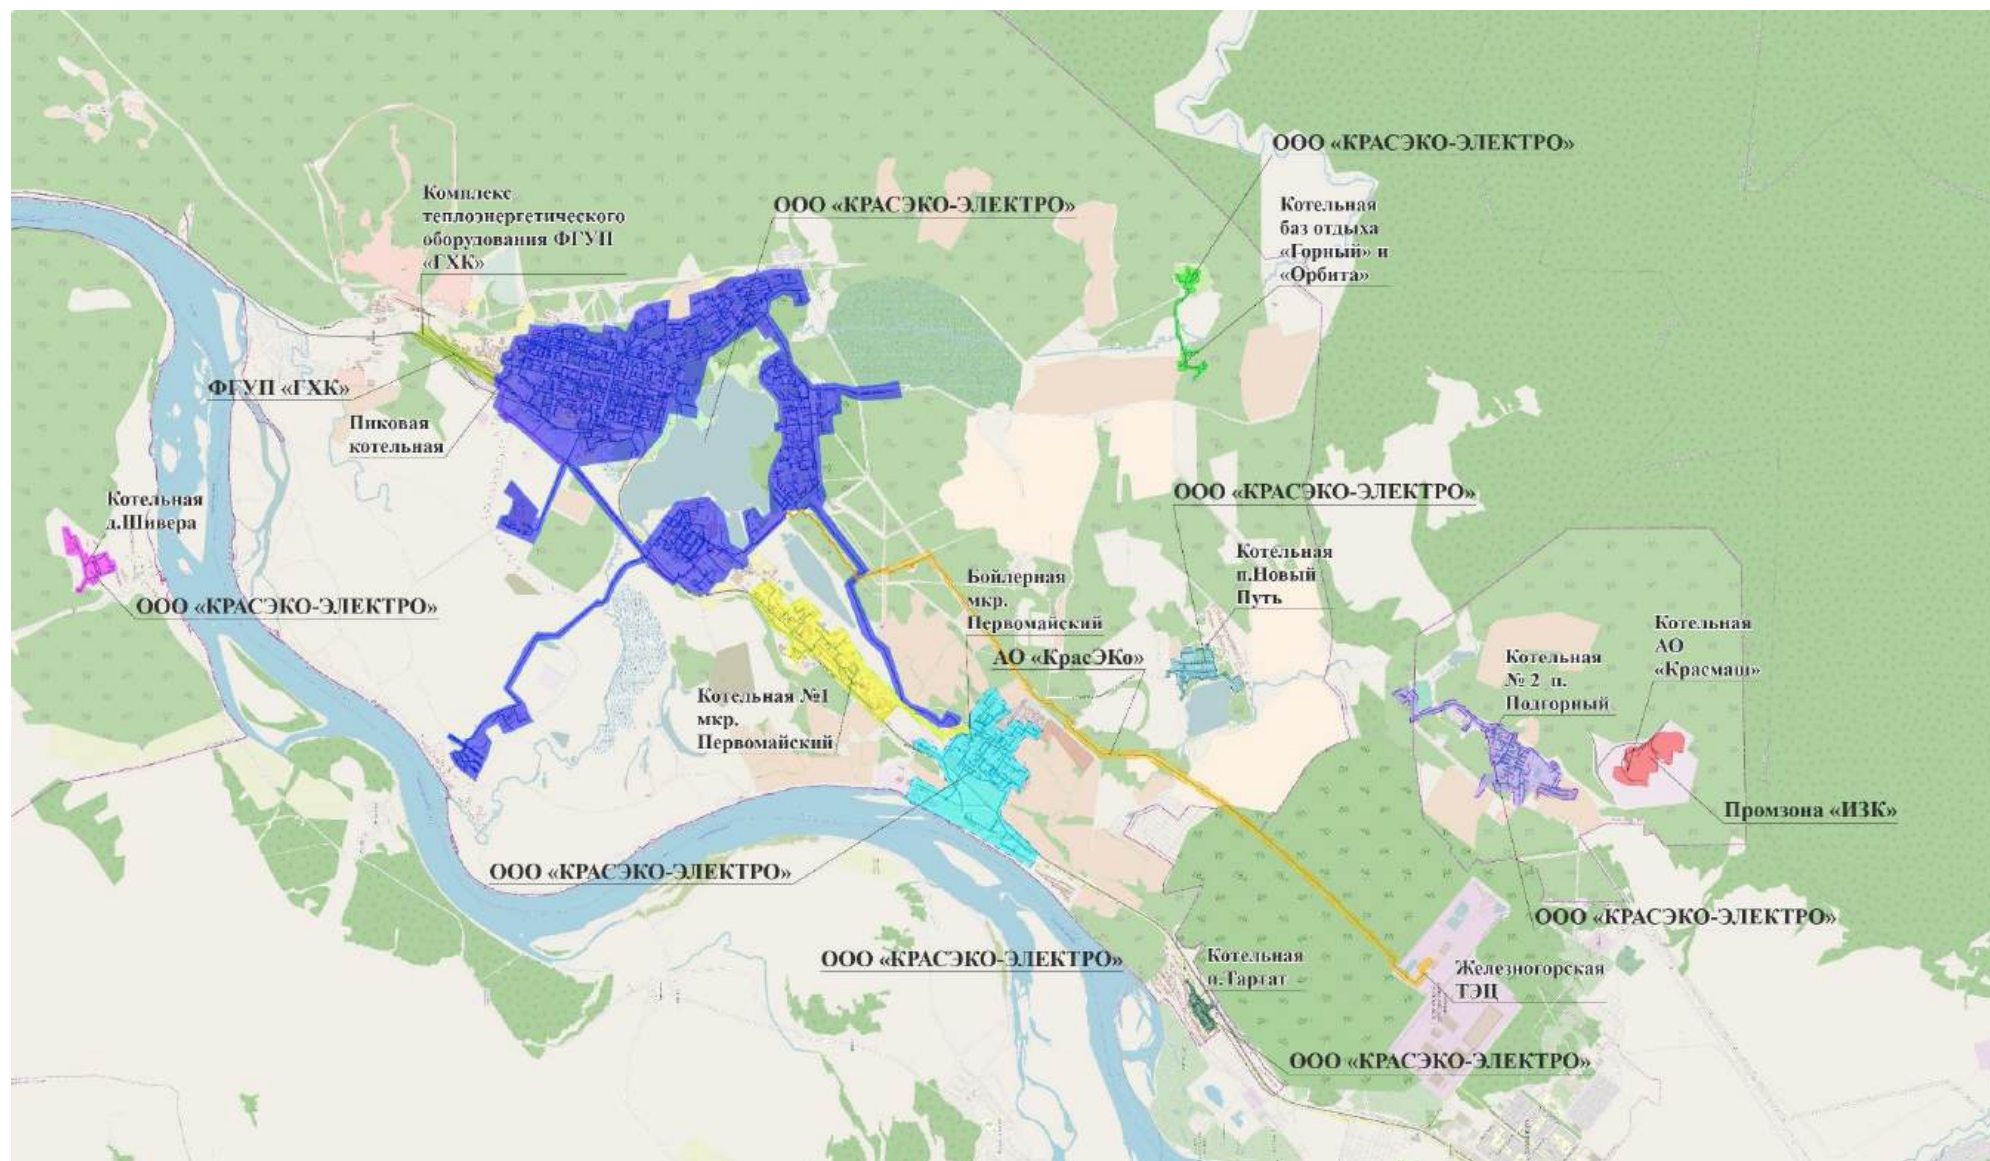 ООО «КРАСЭКО-ЭЛЕКТРО»
Комплекс
теплоэнергетического
оборудования ФГУП
«ГХК»
ООО «КРАСЭКО-ЭЛЕКТРО»
Котельная
баз отдыха
«Горный» и
«Орбита»
ФГУП «ГХК»
Пиковая
котельная
Котельная
д.Шивера
ООО «КРАСЭКО-ЭЛЕКТРО»
ООО «КРАСЭКО-ЭЛЕКТРО»
Котельная
п.Новый
Путь
Бойлерная
мкр.
Первомайский
АО «КрасЭКо»
Котельная №1
мкр.
Первомайский
Котельная
№ 2 п.
Подгорный
Котельная
АО
«Красмаш»
Промзона «ИЗК»
ООО «КРАСЭКО-ЭЛЕКТРО»
ООО «КРАСЭКО-ЭЛЕКТРО»
ООО «КРАСЭКО-ЭЛЕКТРО»
Котельная
п.Тартат
Железногорская
ТЭЦ
ООО «КРАСЭКО-ЭЛЕКТРО»